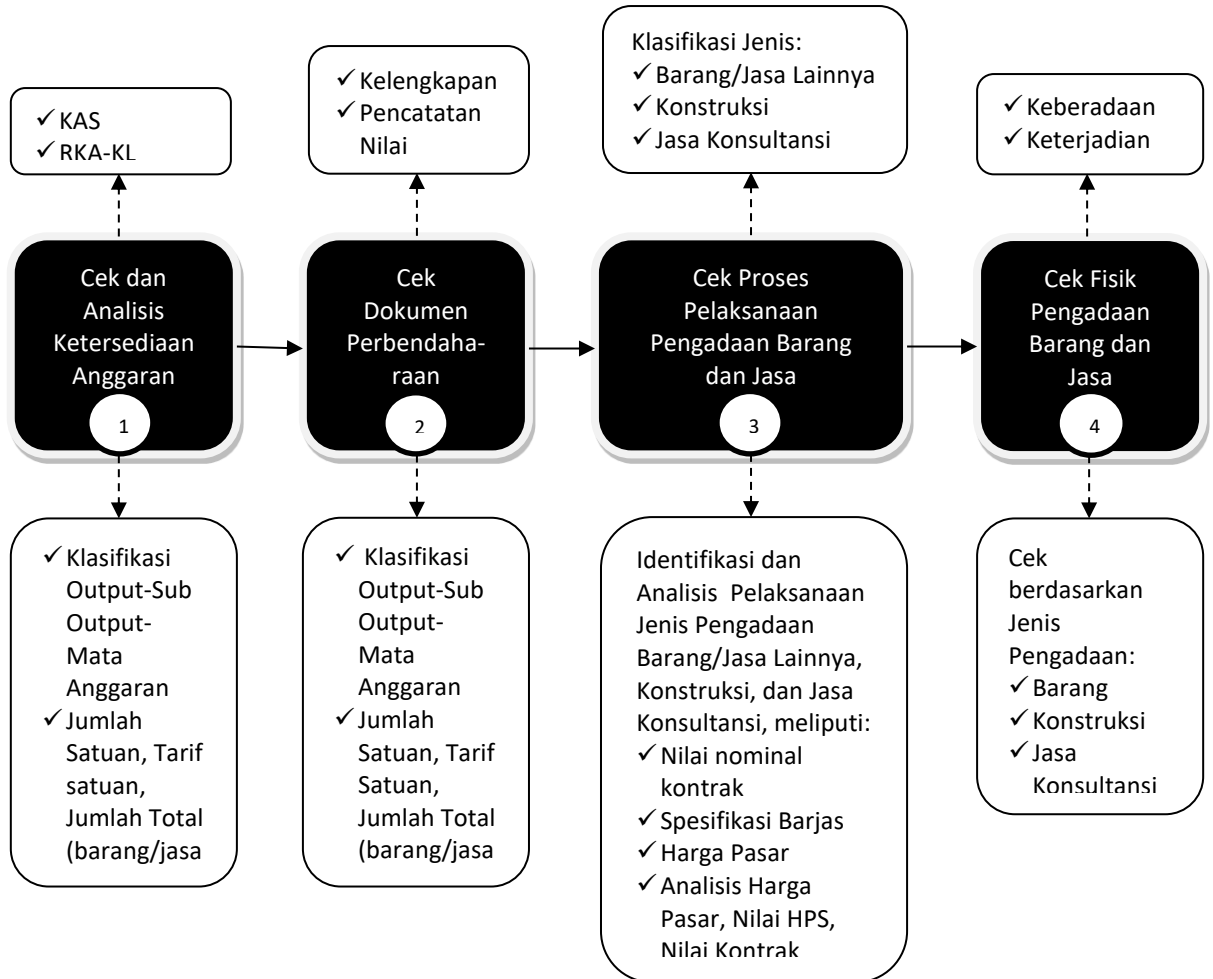 ✓ KAS
✓ RKA-KL
✓ Kelengkapan
✓ Pencatatan
Nilai
Klasifikasi Jenis:
✓ Barang/Jasa Lainnya
✓ Konstruksi
✓ Jasa Konsultansi
✓ Keberadaan
✓ Keterjadian
Cek dan
Analisis
Ketersediaan
Anggaran
1
Cek
Dokumen
Perbendaha-
raan
2
Cek Proses
Pelaksanaan
Pengadaan Barang
dan Jasa
3
Cek Fisik
Pengadaan
Barang dan
Jasa
4
✓ Klasifikasi
Output-Sub
Output-
Mata
Anggaran
✓ Jumlah
Satuan, Tarif
satuan,
Jumlah Total
(barang/jasa
✓ Klasifikasi
Output-Sub
Output-
Mata
Anggaran
✓ Jumlah
Satuan, Tarif
Satuan,
Jumlah Total
(barang/jasa
Identifikasi dan
Analisis Pelaksanaan
Jenis Pengadaan
Barang/Jasa Lainnya,
Konstruksi, dan Jasa
Konsultansi, meliputi:
✓ Nilai nominal
kontrak
✓ Spesifikasi Barjas
✓ Harga Pasar
✓ Analisis Harga
Pasar, Nilai HPS,
Nilai Kontrak
Cek
berdasarkan
Jenis
Pengadaan:
✓ Barang
✓ Konstruksi
✓ Jasa
Konsultansi